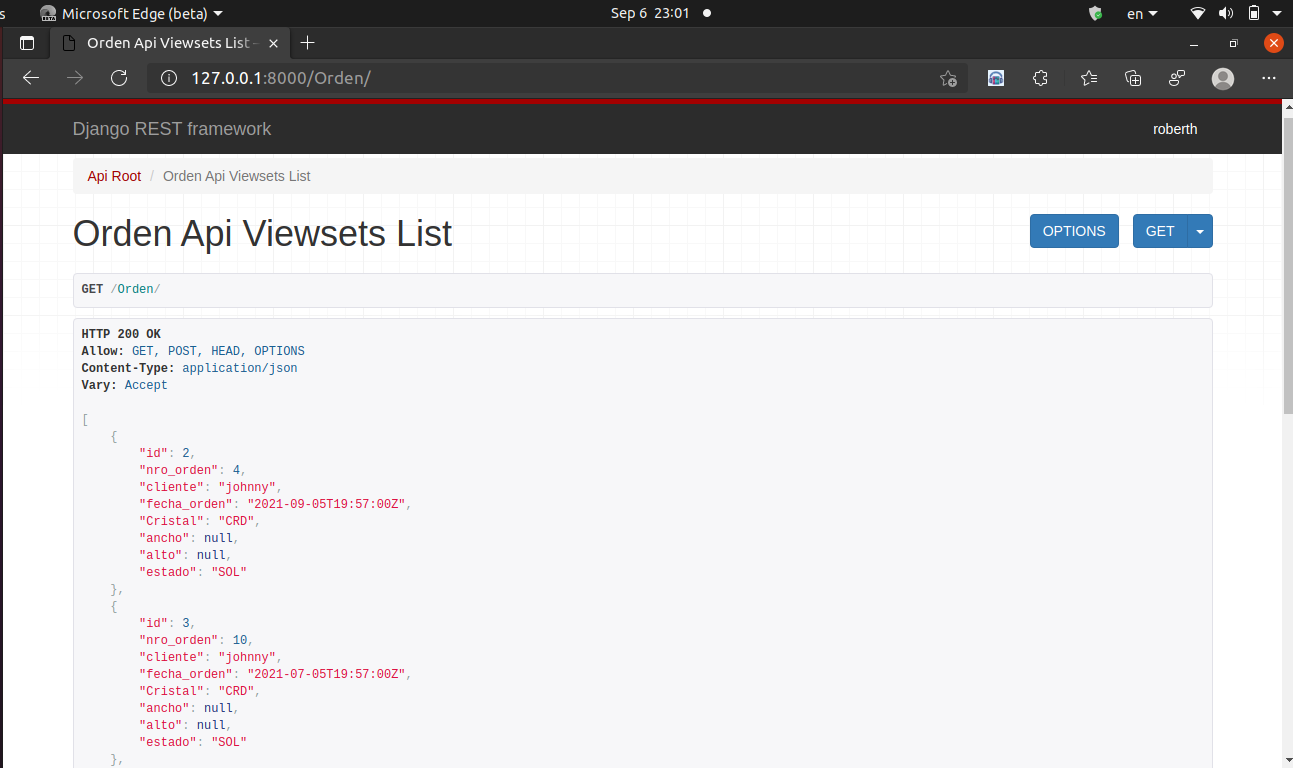 s Microsoft Edge (beta) Sep 6 23:01 en
Orden Api Viewsets List
127.0.0.1:8000/Orden/
Django REST framework roberth
Api Root / Orden Api Viewsets List
Orden Api Viewsets List OPTIONS GET
GET /Orden/
HTTP 200 OK
Allow: GET, POST, HEAD, OPTIONS
Content-Type: application/json
Vary: Accept
[
    {
        "id": 2,
        "nro_orden": 4,
        "cliente": "johnny",
        "fecha_orden": "2021-09-05T19:57:00Z",
        "Cristal": "CRD",
        "ancho": null,
        "alto": null,
        "estado": "SOL"
    },
    {
        "id": 3,
        "nro_orden": 10,
        "cliente": "johnny",
        "fecha_orden": "2021-07-05T19:57:00Z",
        "Cristal": "CRD",
        "ancho": null,
        "alto": null,
        "estado": "SOL"
    },